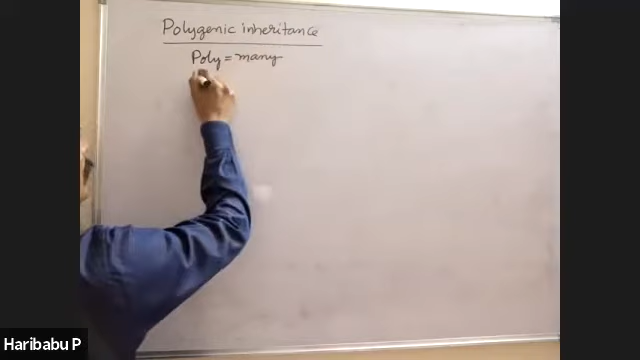 Polygenic inheritance
Poly = many
Haribabu P